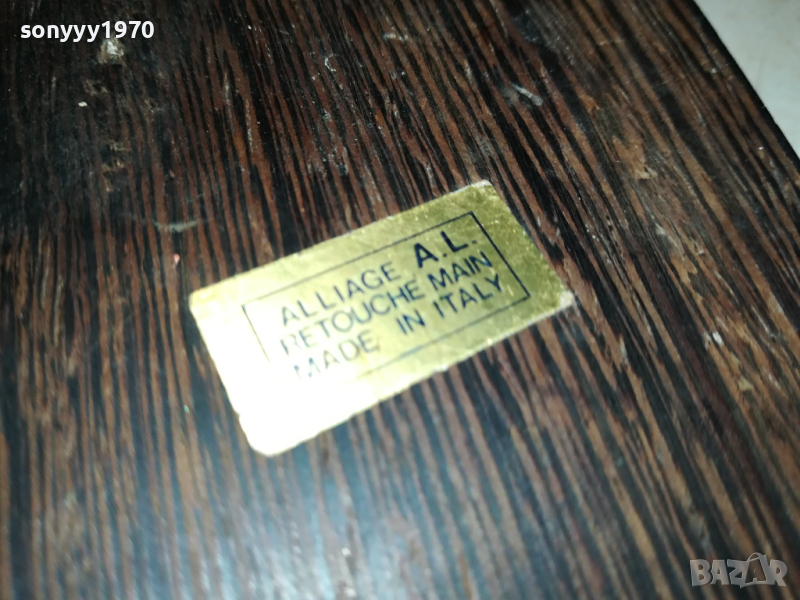 sonyyy1970
ALLIAGE A.L.
RETOUCHE MAIN
MADE IN ITALY
BAZAR